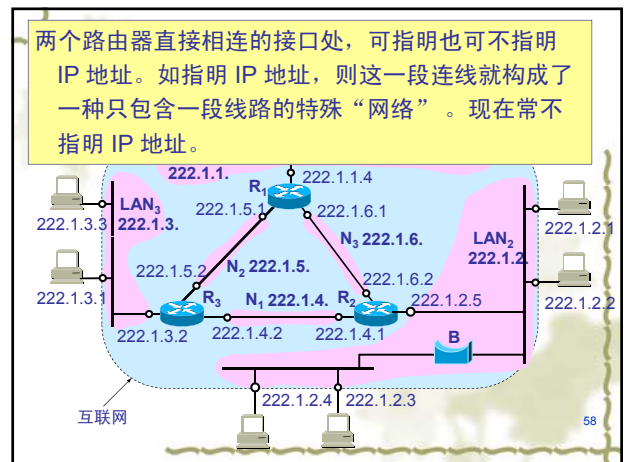 两个路由器直接相连的接口处，可指明也可不指明
IP 地址。如指明 IP 地址，则这一段连线就构成了
一种只包含一段线路的特殊“网络” 。现在常不
指明 IP 地址。
222.1.1.
222.1.1.4
R1
LAN3
222.1.3.
222.1.3.3
222.1.5.1
222.1.6.1
222.1.2.1
N3 222.1.6.
LAN2
222.1.2.
222.1.5.2
N2 222.1.5.
222.1.6.2
222.1.3.1
R3
N1 222.1.4.
R2
222.1.2.5
222.1.2.2
222.1.3.2
222.1.4.2
222.1.4.1
B
222.1.2.4
222.1.2.3
互联网
58